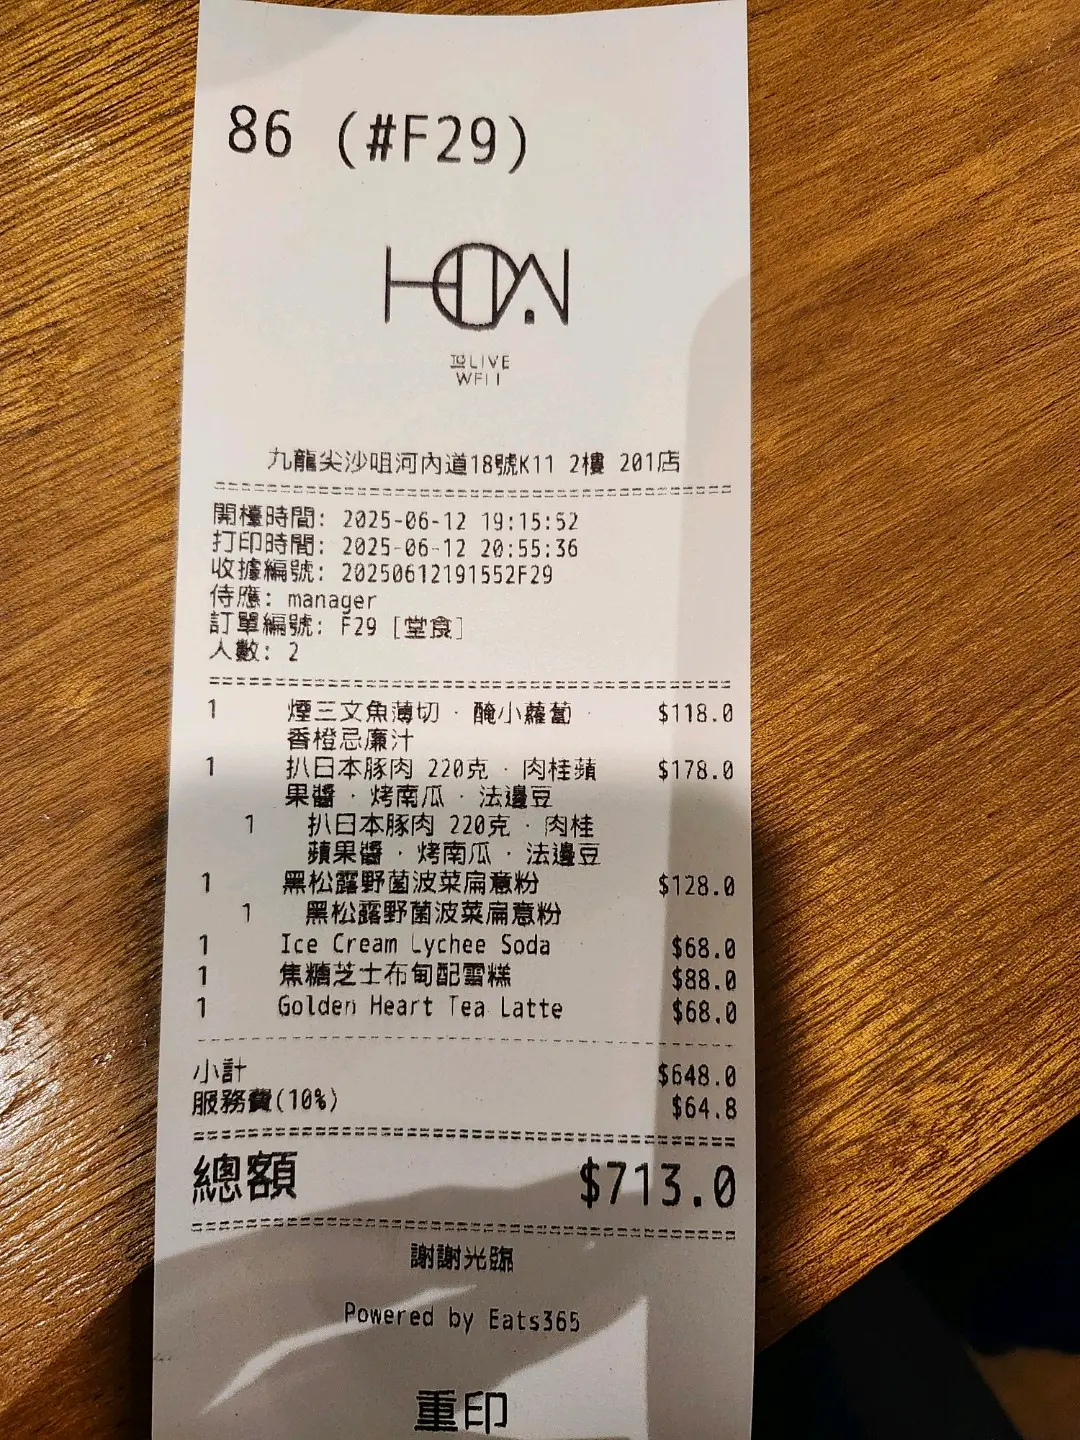 86 (#F29)
HOW
TO LIVE
WELL
九龍尖沙咀河內道18號K11 2樓 201店
開檯時間: 2025-06-12 19:15:52
打印時間: 2025-06-12 20:55:36
收據編號: 20250612191552F29
侍應: manager
訂單編號: F29 [堂食]
人數: 2
1 煙三文魚薄切 · 醃小蘿蔔 · $118.0
香橙忌廉汁
1 扒日本豚肉 220克 · 肉桂蘋 $178.0
果醬 · 烤南瓜 · 法邊豆
1 扒日本豚肉 220克 · 肉桂
蘋果醬 · 烤南瓜 · 法邊豆
1 黑松露野菌波菜扁意粉 $128.0
1 黑松露野菌波菜扁意粉
1 Ice Cream Lychee Soda $68.0
1 焦糖芝士布甸配雪糕 $88.0
1 Golden Heart Tea Latte $68.0
小計 $648.0
服務費(10%) $64.8
總額 $713.0
謝謝光臨
Powered by Eats365
重印